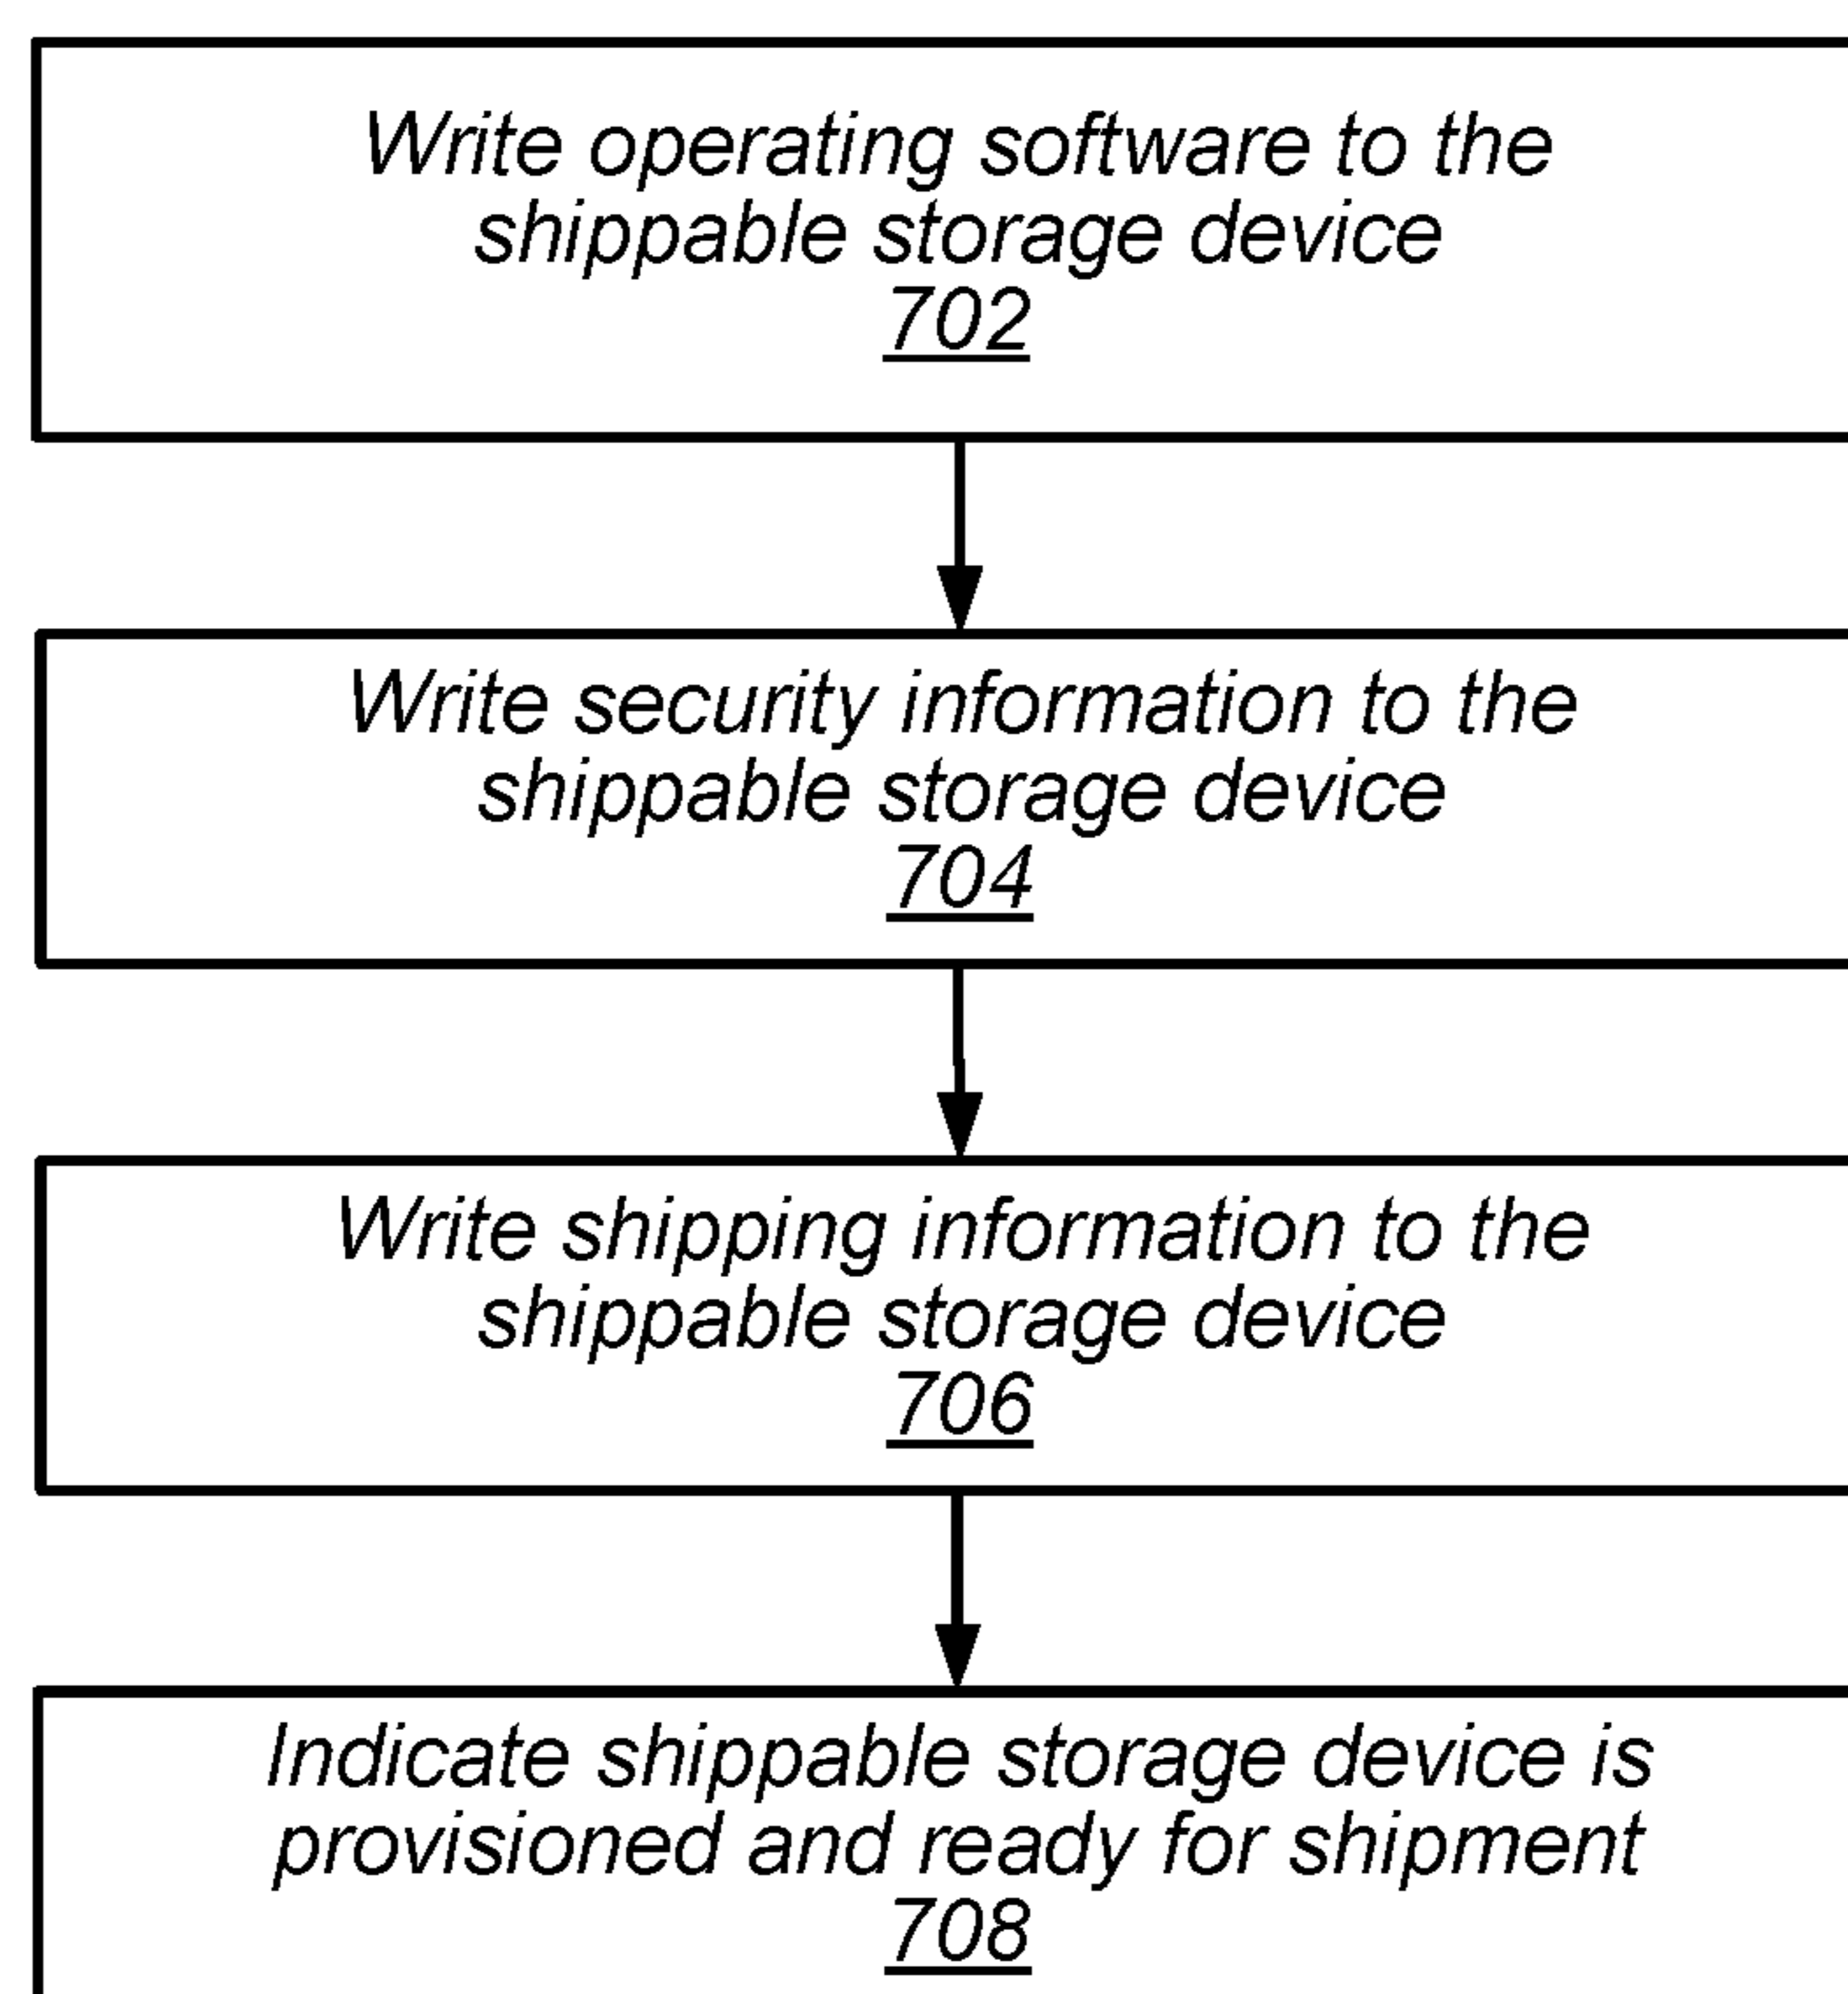 Write operating software to the
shippable storage device
702
Write security information to the
shippable storage device
704
Write shipping information to the
shippable storage device
706
Indicate shippable storage device is
provisioned and ready for shipment
708